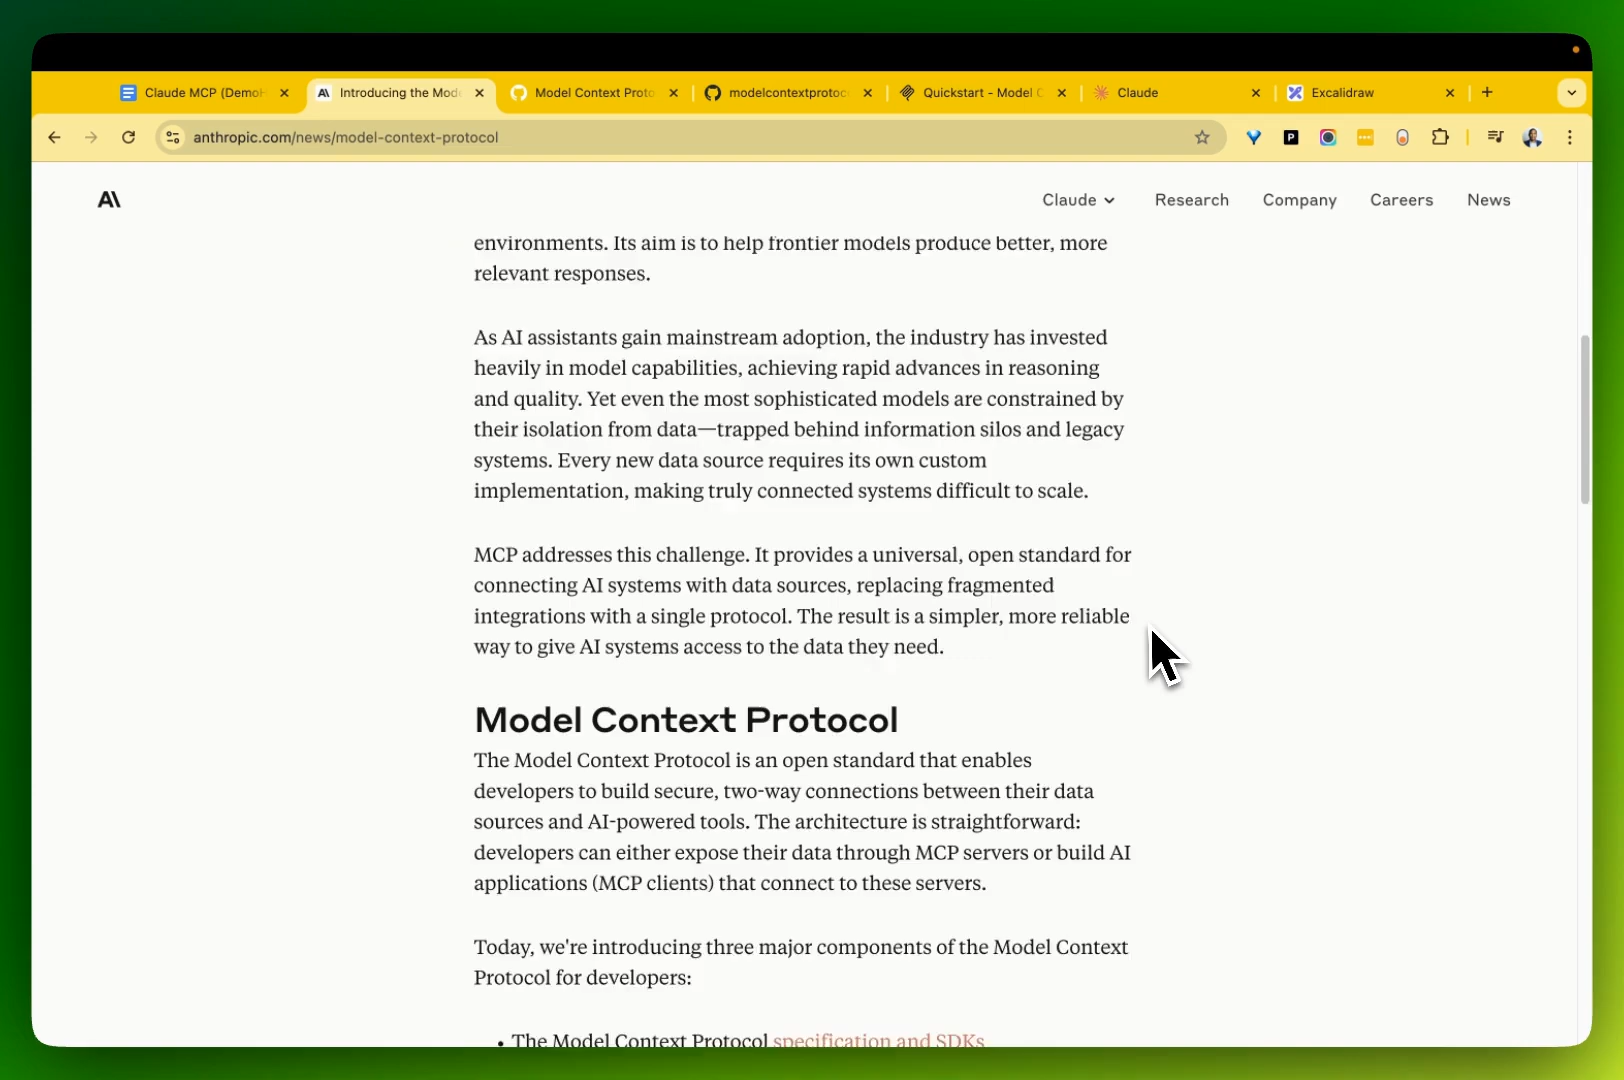 Claude MCP (Demo
Introducing the Mod
Model Context Proto
modelcontextprotoc
Quickstart - Model C
Claude
Excalidraw
anthropic.com/news/model-context-protocol
A\
Claude
Research
Company
Careers
News
environments. Its aim is to help frontier models produce better, more
relevant responses.
As AI assistants gain mainstream adoption, the industry has invested
heavily in model capabilities, achieving rapid advances in reasoning
and quality. Yet even the most sophisticated models are constrained by
their isolation from data—trapped behind information silos and legacy
systems. Every new data source requires its own custom
implementation, making truly connected systems difficult to scale.
MCP addresses this challenge. It provides a universal, open standard for
connecting AI systems with data sources, replacing fragmented
integrations with a single protocol. The result is a simpler, more reliable
way to give AI systems access to the data they need.
Model Context Protocol
The Model Context Protocol is an open standard that enables
developers to build secure, two-way connections between their data
sources and AI-powered tools. The architecture is straightforward:
developers can either expose their data through MCP servers or build AI
applications (MCP clients) that connect to these servers.
Today, we're introducing three major components of the Model Context
Protocol for developers:
• The Model Context Protocol specification and SDKs